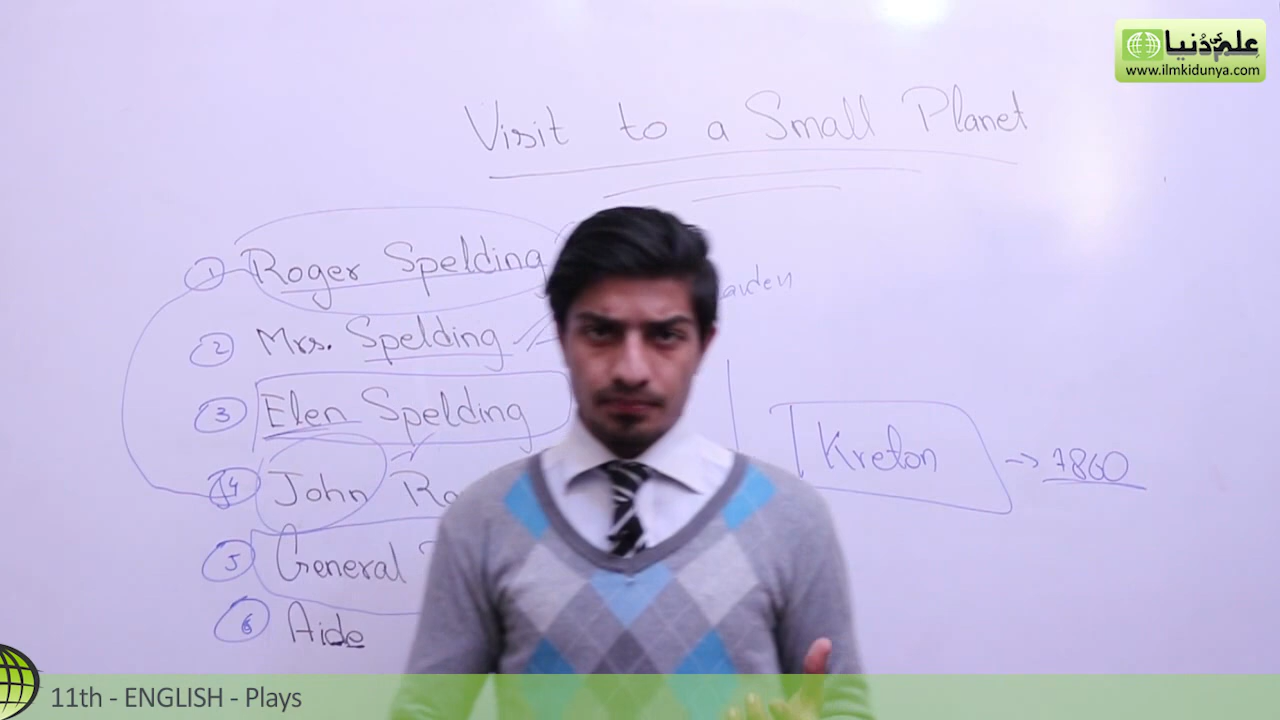 علم کی دُنیا
www.ilmkidunya.com
Visit to a Small Planet
1 Roger Spelding
2 Mrs. Spelding
3 Elen Spelding
4 John
5 General
6 Aide
Kreton → 1860
11th - ENGLISH - Plays